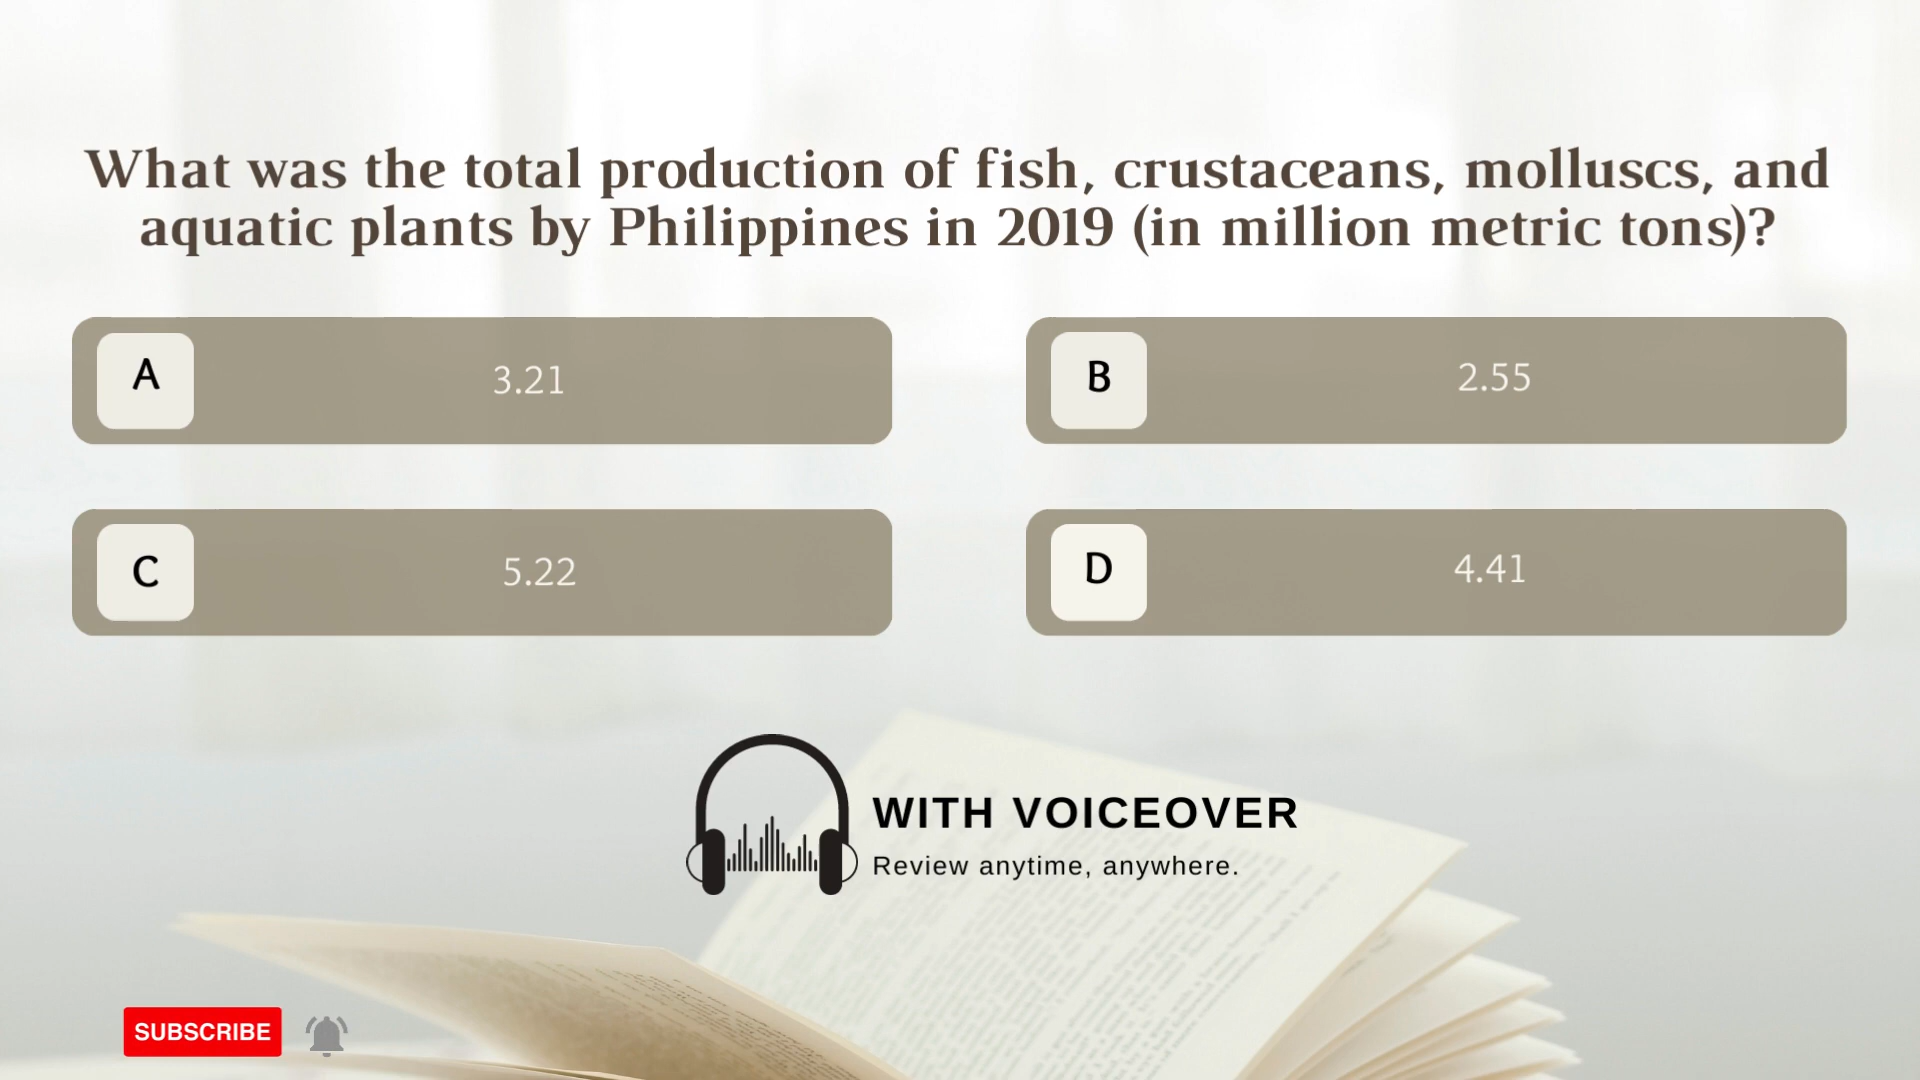 What was the total production of fish, crustaceans, molluscs, and
aquatic plants by Philippines in 2019 (in million metric tons)?
A 3.21
B 2.55
C 5.22
D 4.41
WITH VOICEOVER
Review anytime, anywhere.
SUBSCRIBE